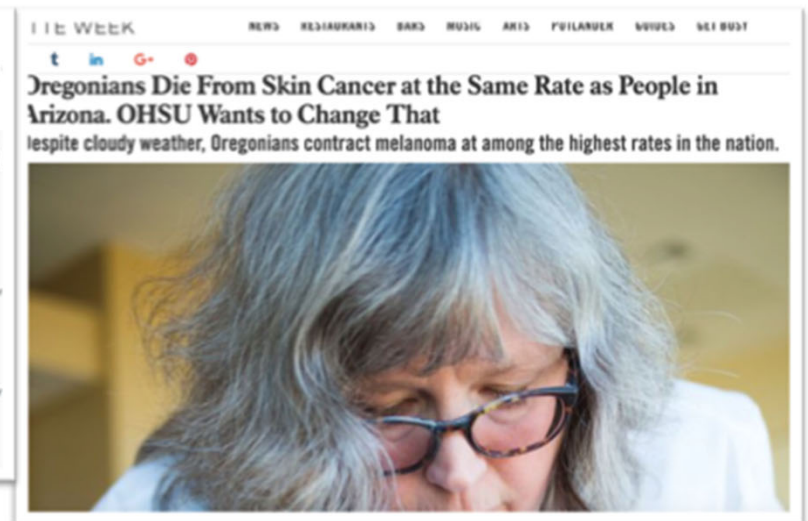 TTE WEEK
NEWS RESTAURANTS BARS MUSIC ARTS POTLANDER GUIDES GET BUSY
t in G+
Oregonians Die From Skin Cancer at the Same Rate as People in
Arizona. OHSU Wants to Change That
Despite cloudy weather, Oregonians contract melanoma at among the highest rates in the nation.